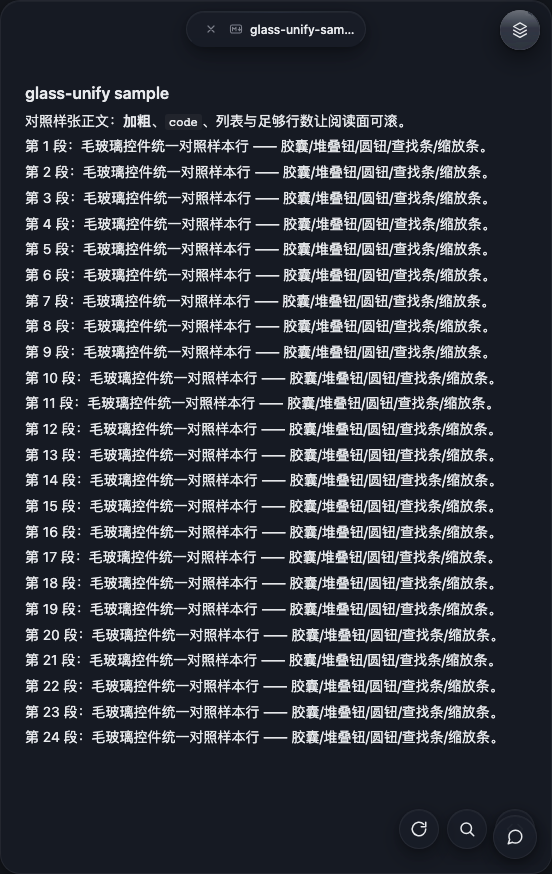 glass-unify-sam...
glass-unify sample
对照样张正文：加粗、code、列表与足够行数让阅读面可滚。
第 1 段：毛玻璃控件统一对照样本行 —— 胶囊/堆叠钮/圆钮/查找条/缩放条。
第 2 段：毛玻璃控件统一对照样本行 —— 胶囊/堆叠钮/圆钮/查找条/缩放条。
第 3 段：毛玻璃控件统一对照样本行 —— 胶囊/堆叠钮/圆钮/查找条/缩放条。
第 4 段：毛玻璃控件统一对照样本行 —— 胶囊/堆叠钮/圆钮/查找条/缩放条。
第 5 段：毛玻璃控件统一对照样本行 —— 胶囊/堆叠钮/圆钮/查找条/缩放条。
第 6 段：毛玻璃控件统一对照样本行 —— 胶囊/堆叠钮/圆钮/查找条/缩放条。
第 7 段：毛玻璃控件统一对照样本行 —— 胶囊/堆叠钮/圆钮/查找条/缩放条。
第 8 段：毛玻璃控件统一对照样本行 —— 胶囊/堆叠钮/圆钮/查找条/缩放条。
第 9 段：毛玻璃控件统一对照样本行 —— 胶囊/堆叠钮/圆钮/查找条/缩放条。
第 10 段：毛玻璃控件统一对照样本行 —— 胶囊/堆叠钮/圆钮/查找条/缩放条。
第 11 段：毛玻璃控件统一对照样本行 —— 胶囊/堆叠钮/圆钮/查找条/缩放条。
第 12 段：毛玻璃控件统一对照样本行 —— 胶囊/堆叠钮/圆钮/查找条/缩放条。
第 13 段：毛玻璃控件统一对照样本行 —— 胶囊/堆叠钮/圆钮/查找条/缩放条。
第 14 段：毛玻璃控件统一对照样本行 —— 胶囊/堆叠钮/圆钮/查找条/缩放条。
第 15 段：毛玻璃控件统一对照样本行 —— 胶囊/堆叠钮/圆钮/查找条/缩放条。
第 16 段：毛玻璃控件统一对照样本行 —— 胶囊/堆叠钮/圆钮/查找条/缩放条。
第 17 段：毛玻璃控件统一对照样本行 —— 胶囊/堆叠钮/圆钮/查找条/缩放条。
第 18 段：毛玻璃控件统一对照样本行 —— 胶囊/堆叠钮/圆钮/查找条/缩放条。
第 19 段：毛玻璃控件统一对照样本行 —— 胶囊/堆叠钮/圆钮/查找条/缩放条。
第 20 段：毛玻璃控件统一对照样本行 —— 胶囊/堆叠钮/圆钮/查找条/缩放条。
第 21 段：毛玻璃控件统一对照样本行 —— 胶囊/堆叠钮/圆钮/查找条/缩放条。
第 22 段：毛玻璃控件统一对照样本行 —— 胶囊/堆叠钮/圆钮/查找条/缩放条。
第 23 段：毛玻璃控件统一对照样本行 —— 胶囊/堆叠钮/圆钮/查找条/缩放条。
第 24 段：毛玻璃控件统一对照样本行 —— 胶囊/堆叠钮/圆钮/查找条/缩放条。